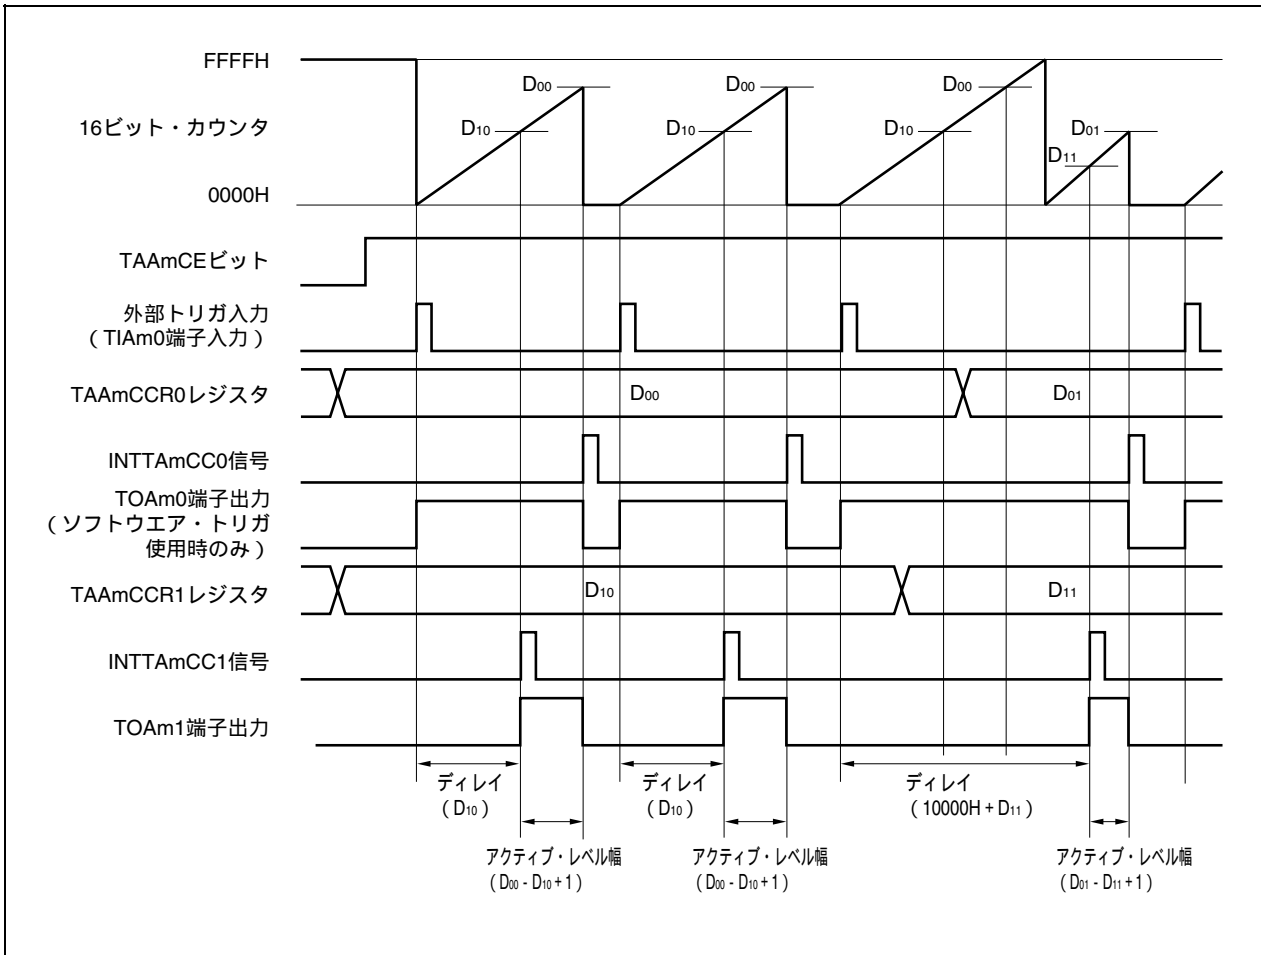 FFFFH
D00
D00
D00
16ビット・カウンタ
D10
D10
D10
D01
D11
0000H
TAAmCEビット
外部トリガ入力
(TIAm0端子入力)
TAAmCCR0レジスタ
D00
D01
INTTAmCC0信号
TOAm0端子出力
(ソフトウエア・トリガ
使用時のみ)
TAAmCCR1レジスタ
D10
D11
INTTAmCC1信号
TOAm1端子出力
ディレイ
(D10)
ディレイ
(D10)
ディレイ
(10000H + D11)
アクティブ・レベル幅
(D00 - D10 + 1)
アクティブ・レベル幅
(D00 - D10 + 1)
アクティブ・レベル幅
(D01 - D11 + 1)